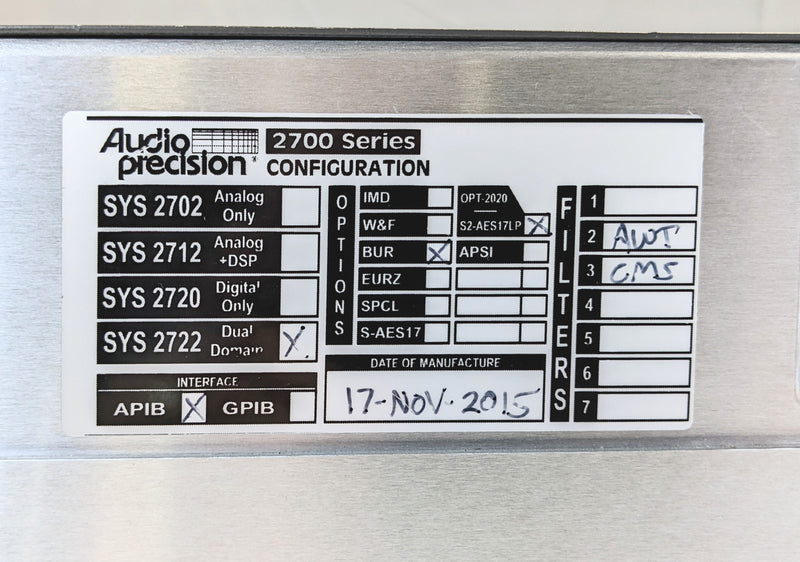 Audio precision
2700 Series
CONFIGURATION
SYS 2702 Analog Only
SYS 2712 Analog +DSP
SYS 2720 Digital Only
SYS 2722 Dual Domain X
INTERFACE
APIB X GPIB
OPTIONS
IMD
W&F
BUR X
EURZ
SPCL
S-AES17
OPT-2020
S2-AES17LP X
APSI
DATE OF MANUFACTURE
17-NOV-2015
FILTERS
1
2 AWT
3 CMS
4
5
6
7